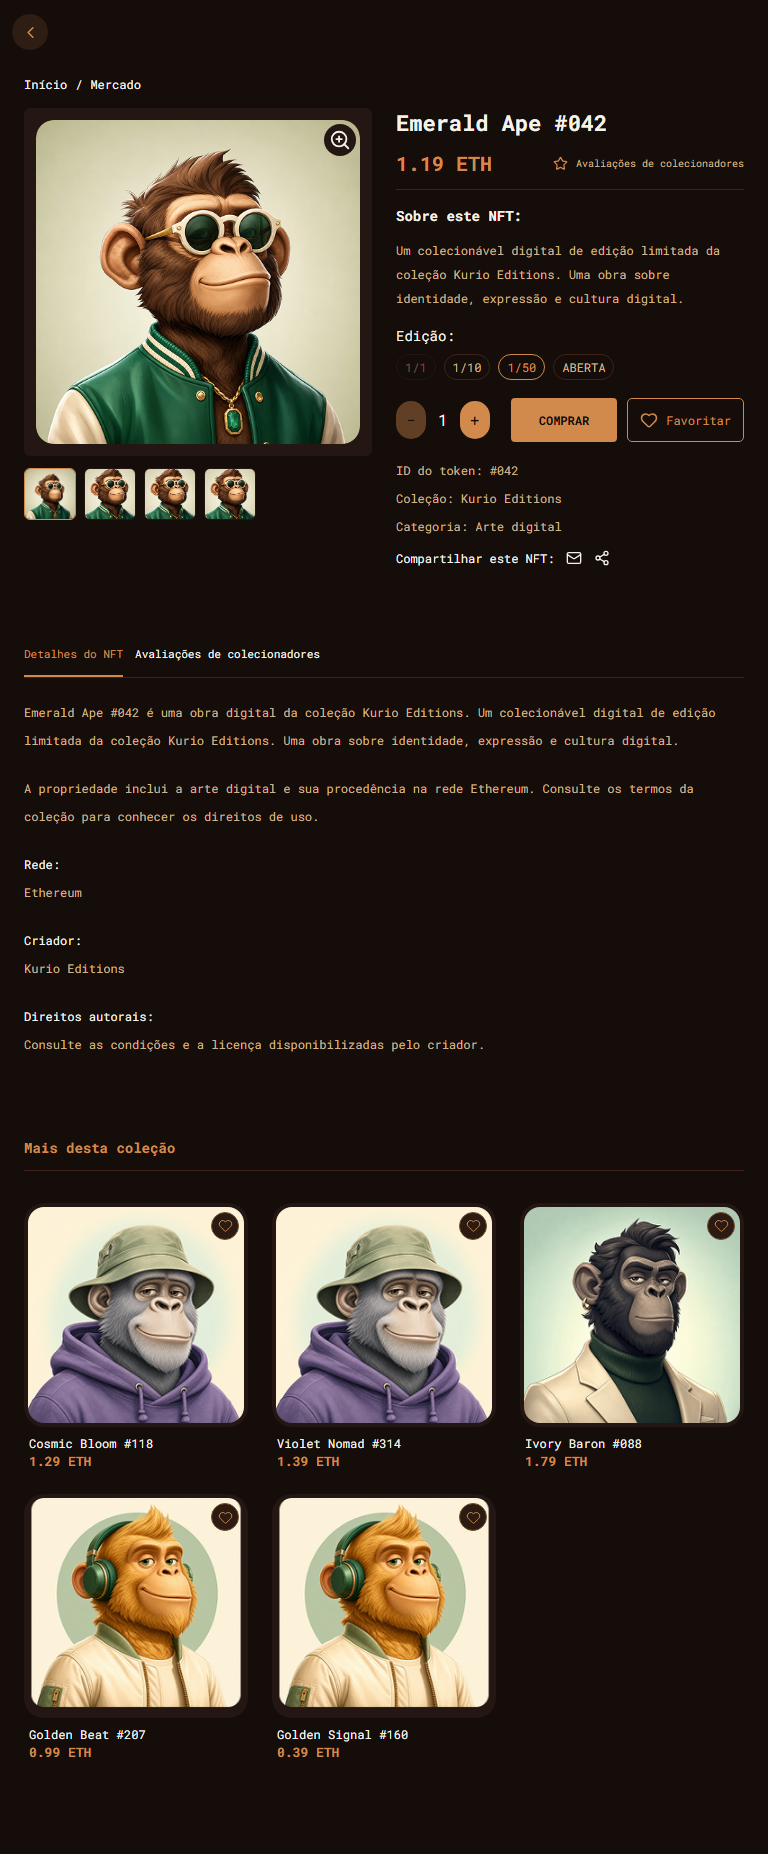 Início / Mercado
Emerald Ape #042
1.19 ETH
Avaliações de colecionadores
Sobre este NFT:
Um colecionável digital de edição limitada da
coleção Kurio Editions. Uma obra sobre
identidade, expressão e cultura digital.
Edição:
1/1 1/10 1/50 ABERTA
− 1 + COMPRAR Favoritar
ID do token: #042
Coleção: Kurio Editions
Categoria: Arte digital
Compartilhar este NFT:
Detalhes do NFT Avaliações de colecionadores
Emerald Ape #042 é uma obra digital da coleção Kurio Editions. Um colecionável digital de edição
limitada da coleção Kurio Editions. Uma obra sobre identidade, expressão e cultura digital.
A propriedade inclui a arte digital e sua procedência na rede Ethereum. Consulte os termos da
coleção para conhecer os direitos de uso.
Rede:
Ethereum
Criador:
Kurio Editions
Direitos autorais:
Consulte as condições e a licença disponibilizadas pelo criador.
Mais desta coleção
Cosmic Bloom #118
1.29 ETH
Violet Nomad #314
1.39 ETH
Ivory Baron #088
1.79 ETH
Golden Beat #207
0.99 ETH
Golden Signal #160
0.39 ETH